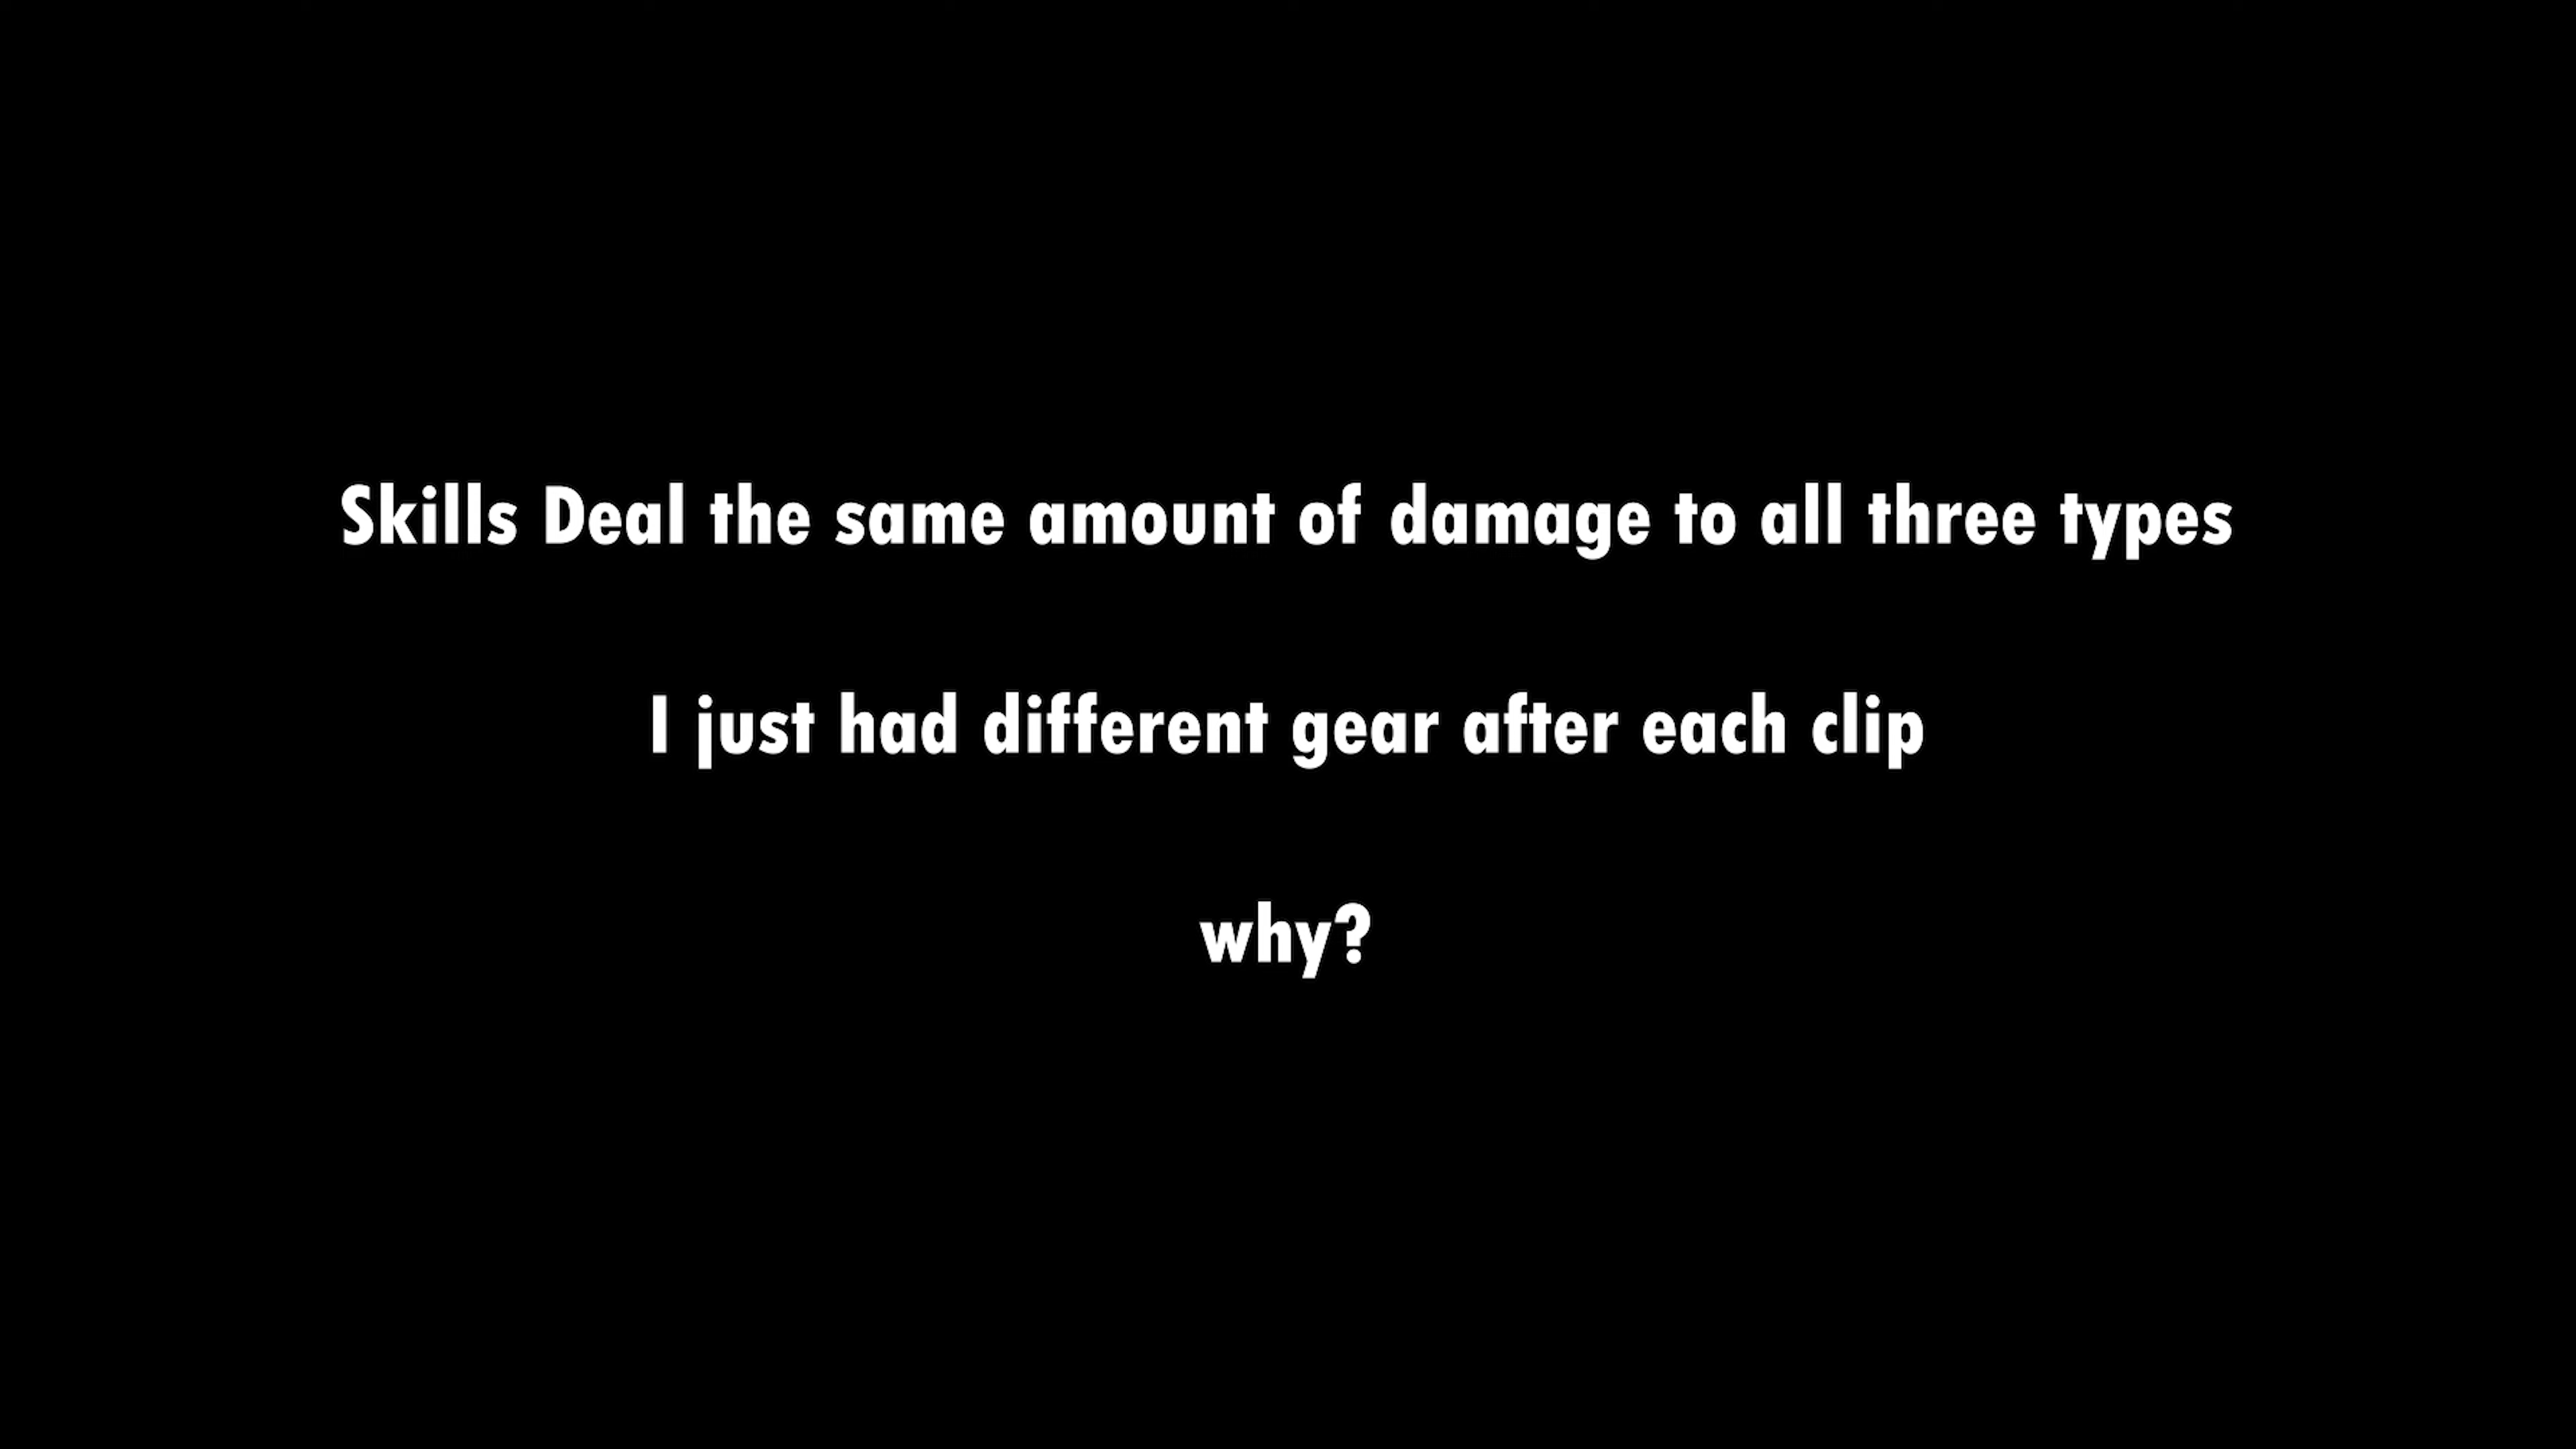 Skills Deal the same amount of damage to all three types
I just had different gear after each clip
why?